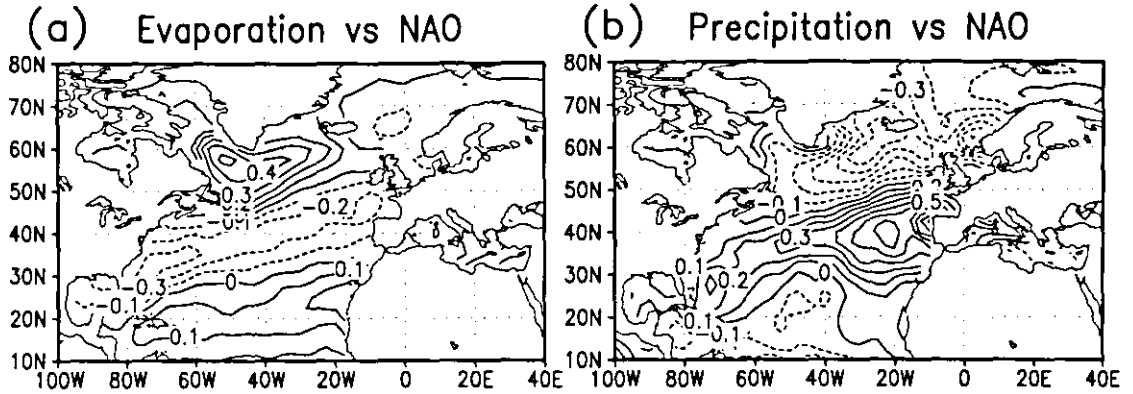 (a) Evaporation vs NAO
80N
70N
60N
50N
40N
30N
20N
10N
100W 80W 60W 40W 20W 0 20E 40E
0.4
0.3
0.1
-0.2
-0.3
-0.1
0
0.1
0.1
(b) Precipitation vs NAO
80N
70N
60N
50N
40N
30N
20N
10N
100W 80W 60W 40W 20W 0 20E 40E
-0.3
-0.1
0.5
0.3
0.1
0.2
0
0.1
-0.1